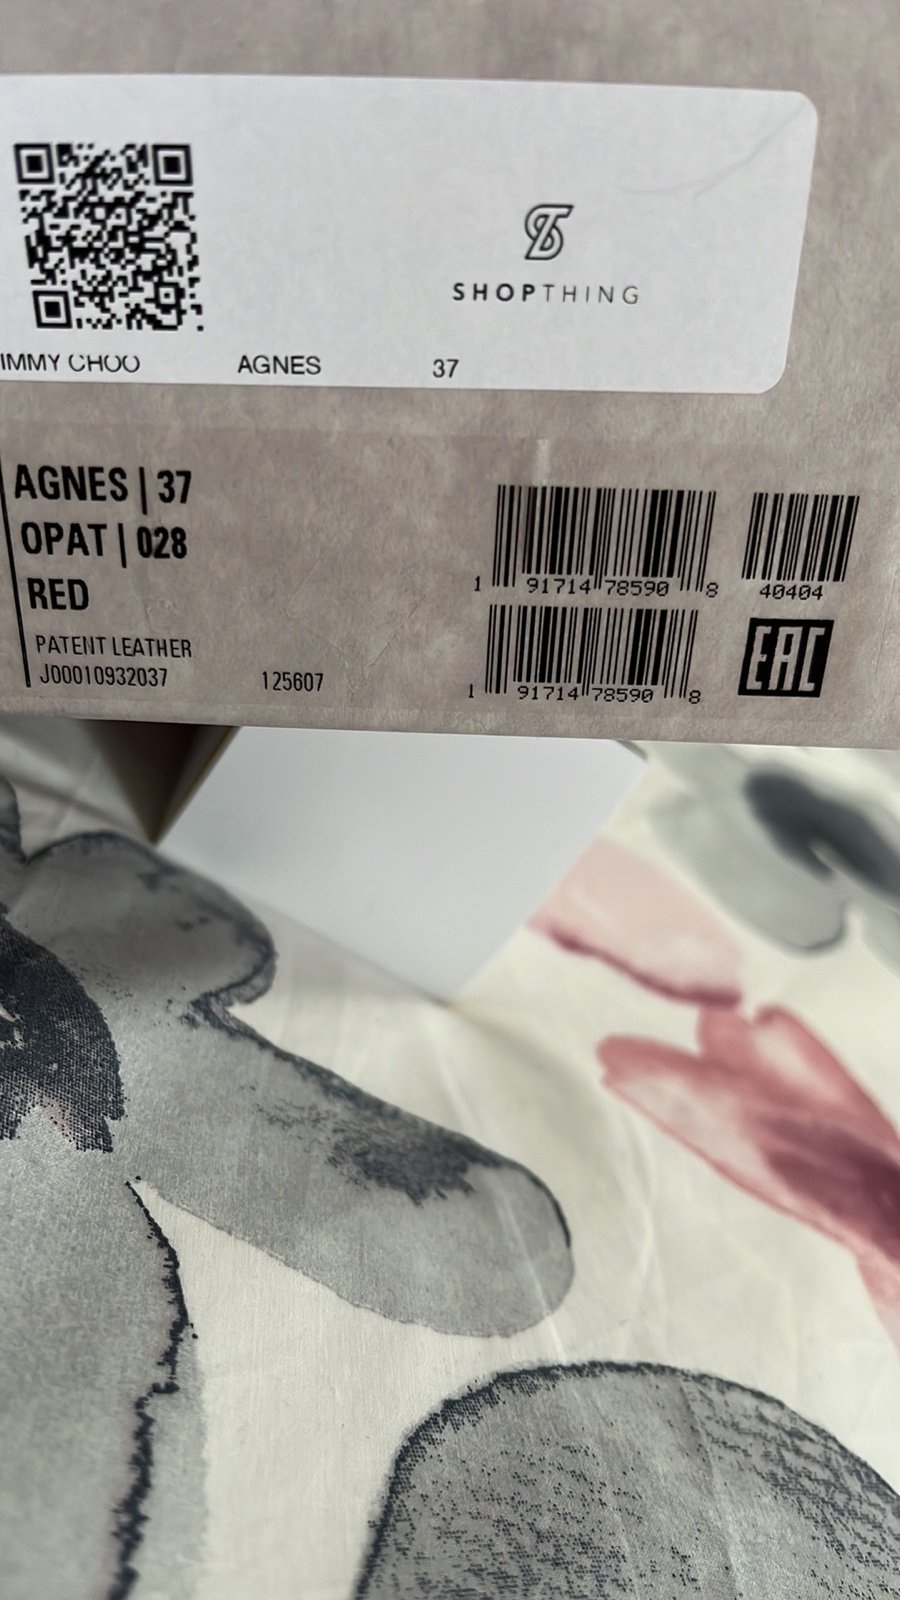 SHOPTHING
IMMY CHOO AGNES 37
AGNES | 37
OPAT | 028
RED
PATENT LEATHER
J00010932037 125607
1 91714 78590 8 40404
1 91714 78590 8
EAC